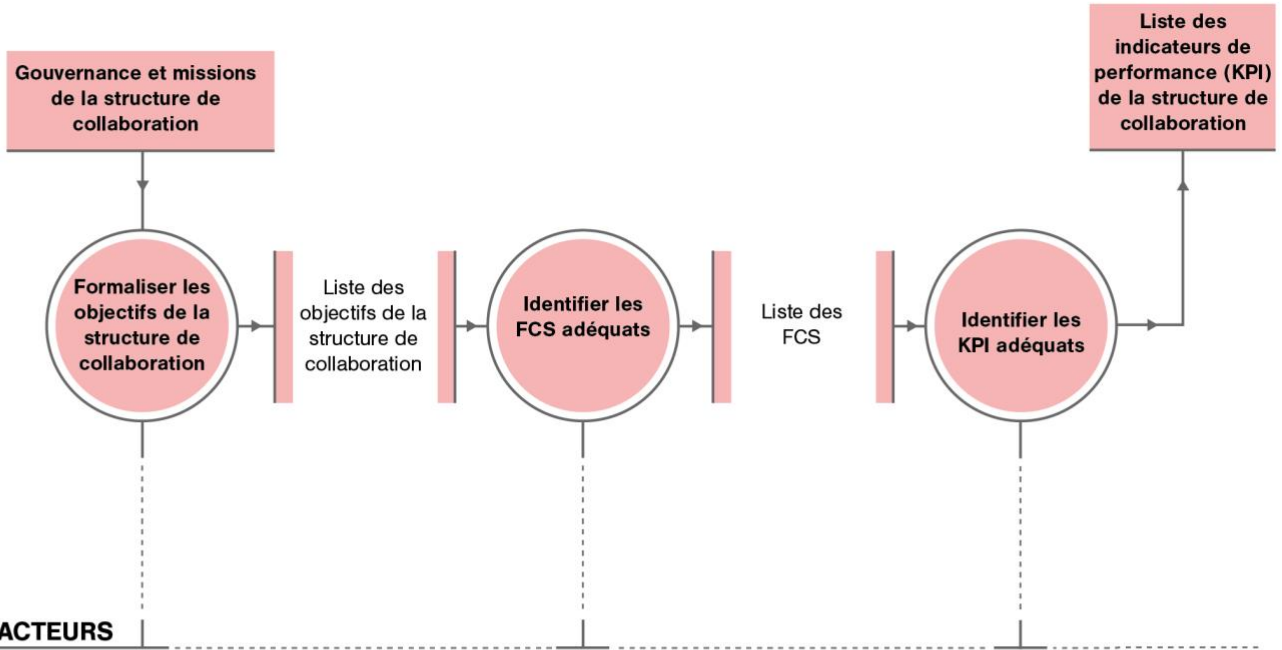 Gouvernance et missions
de la structure de
collaboration
Liste des
indicateurs de
performance (KPI)
de la structure de
collaboration
Formaliser les
objectifs de la
structure de
collaboration
Liste des
objectifs de la
structure de
collaboration
Identifier les
FCS adéquats
Liste des
FCS
Identifier les
KPI adéquats
ACTEURS